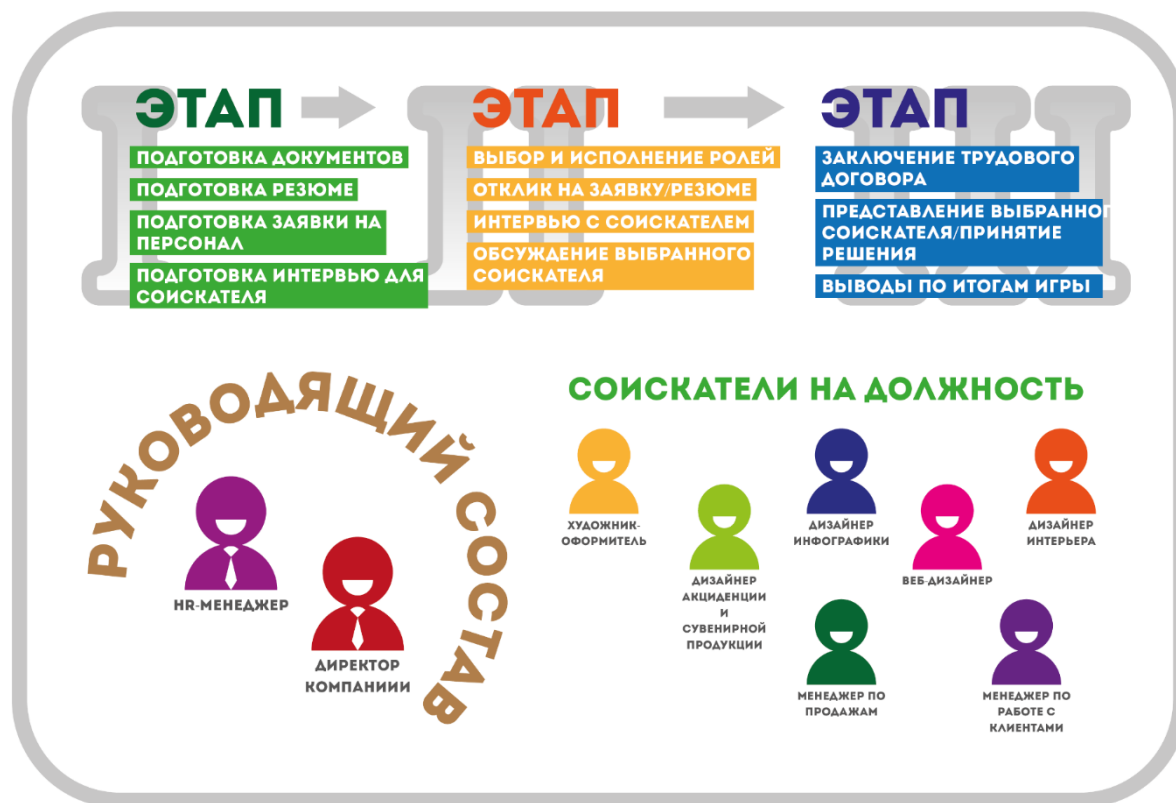 I ЭТАП
ПОДГОТОВКА ДОКУМЕНТОВ
ПОДГОТОВКА РЕЗЮМЕ
ПОДГОТОВКА ЗАЯВКИ НА
ПЕРСОНАЛ
ПОДГОТОВКА ИНТЕРВЬЮ ДЛЯ
СОИСКАТЕЛЯ
II ЭТАП
ВЫБОР И ИСПОЛНЕНИЕ РОЛЕЙ
ОТКЛИК НА ЗАЯВКУ/РЕЗЮМЕ
ИНТЕРВЬЮ С СОИСКАТЕЛЕМ
ОБСУЖДЕНИЕ ВЫБРАННОГО
СОИСКАТЕЛЯ
III ЭТАП
ЗАКЛЮЧЕНИЕ ТРУДОВОГО
ДОГОВОРА
ПРЕДСТАВЛЕНИЕ ВЫБРАННОГО
СОИСКАТЕЛЯ/ПРИНЯТИЕ
РЕШЕНИЯ
ВЫВОДЫ ПО ИТОГАМ ИГРЫ
РУКОВОДЯЩИЙ СОСТАВ
HR-МЕНЕДЖЕР
ДИРЕКТОР
КОМПАНИИИ
СОИСКАТЕЛИ НА ДОЛЖНОСТЬ
ХУДОЖНИК-
ОФОРМИТЕЛЬ
ДИЗАЙНЕР
АКЦИДЕНЦИИ
И
СУВЕНИРНОЙ
ПРОДУКЦИИ
ДИЗАЙНЕР
ИНФОГРАФИКИ
ВЕБ-ДИЗАЙНЕР
ДИЗАЙНЕР
ИНТЕРЬЕРА
МЕНЕДЖЕР ПО
ПРОДАЖАМ
МЕНЕДЖЕР ПО
РАБОТЕ С
КЛИЕНТАМИ